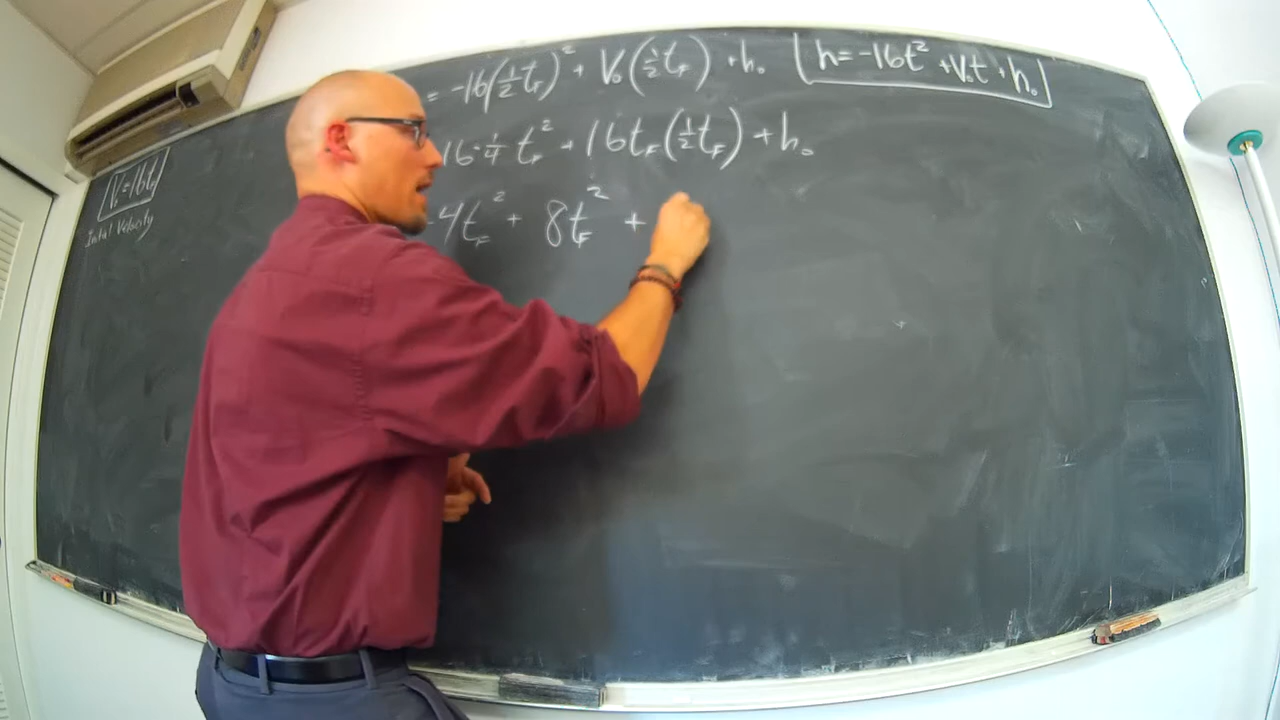 = -16(½t_F)² + V₀(½t_F) + h₀
h = -16t² + V₀t + h₀
16·¼ t_F² + 16t_F(½t_F) + h₀
V₀ = 16t_F
Inital Velocity
-4t_F² + 8t_F² +